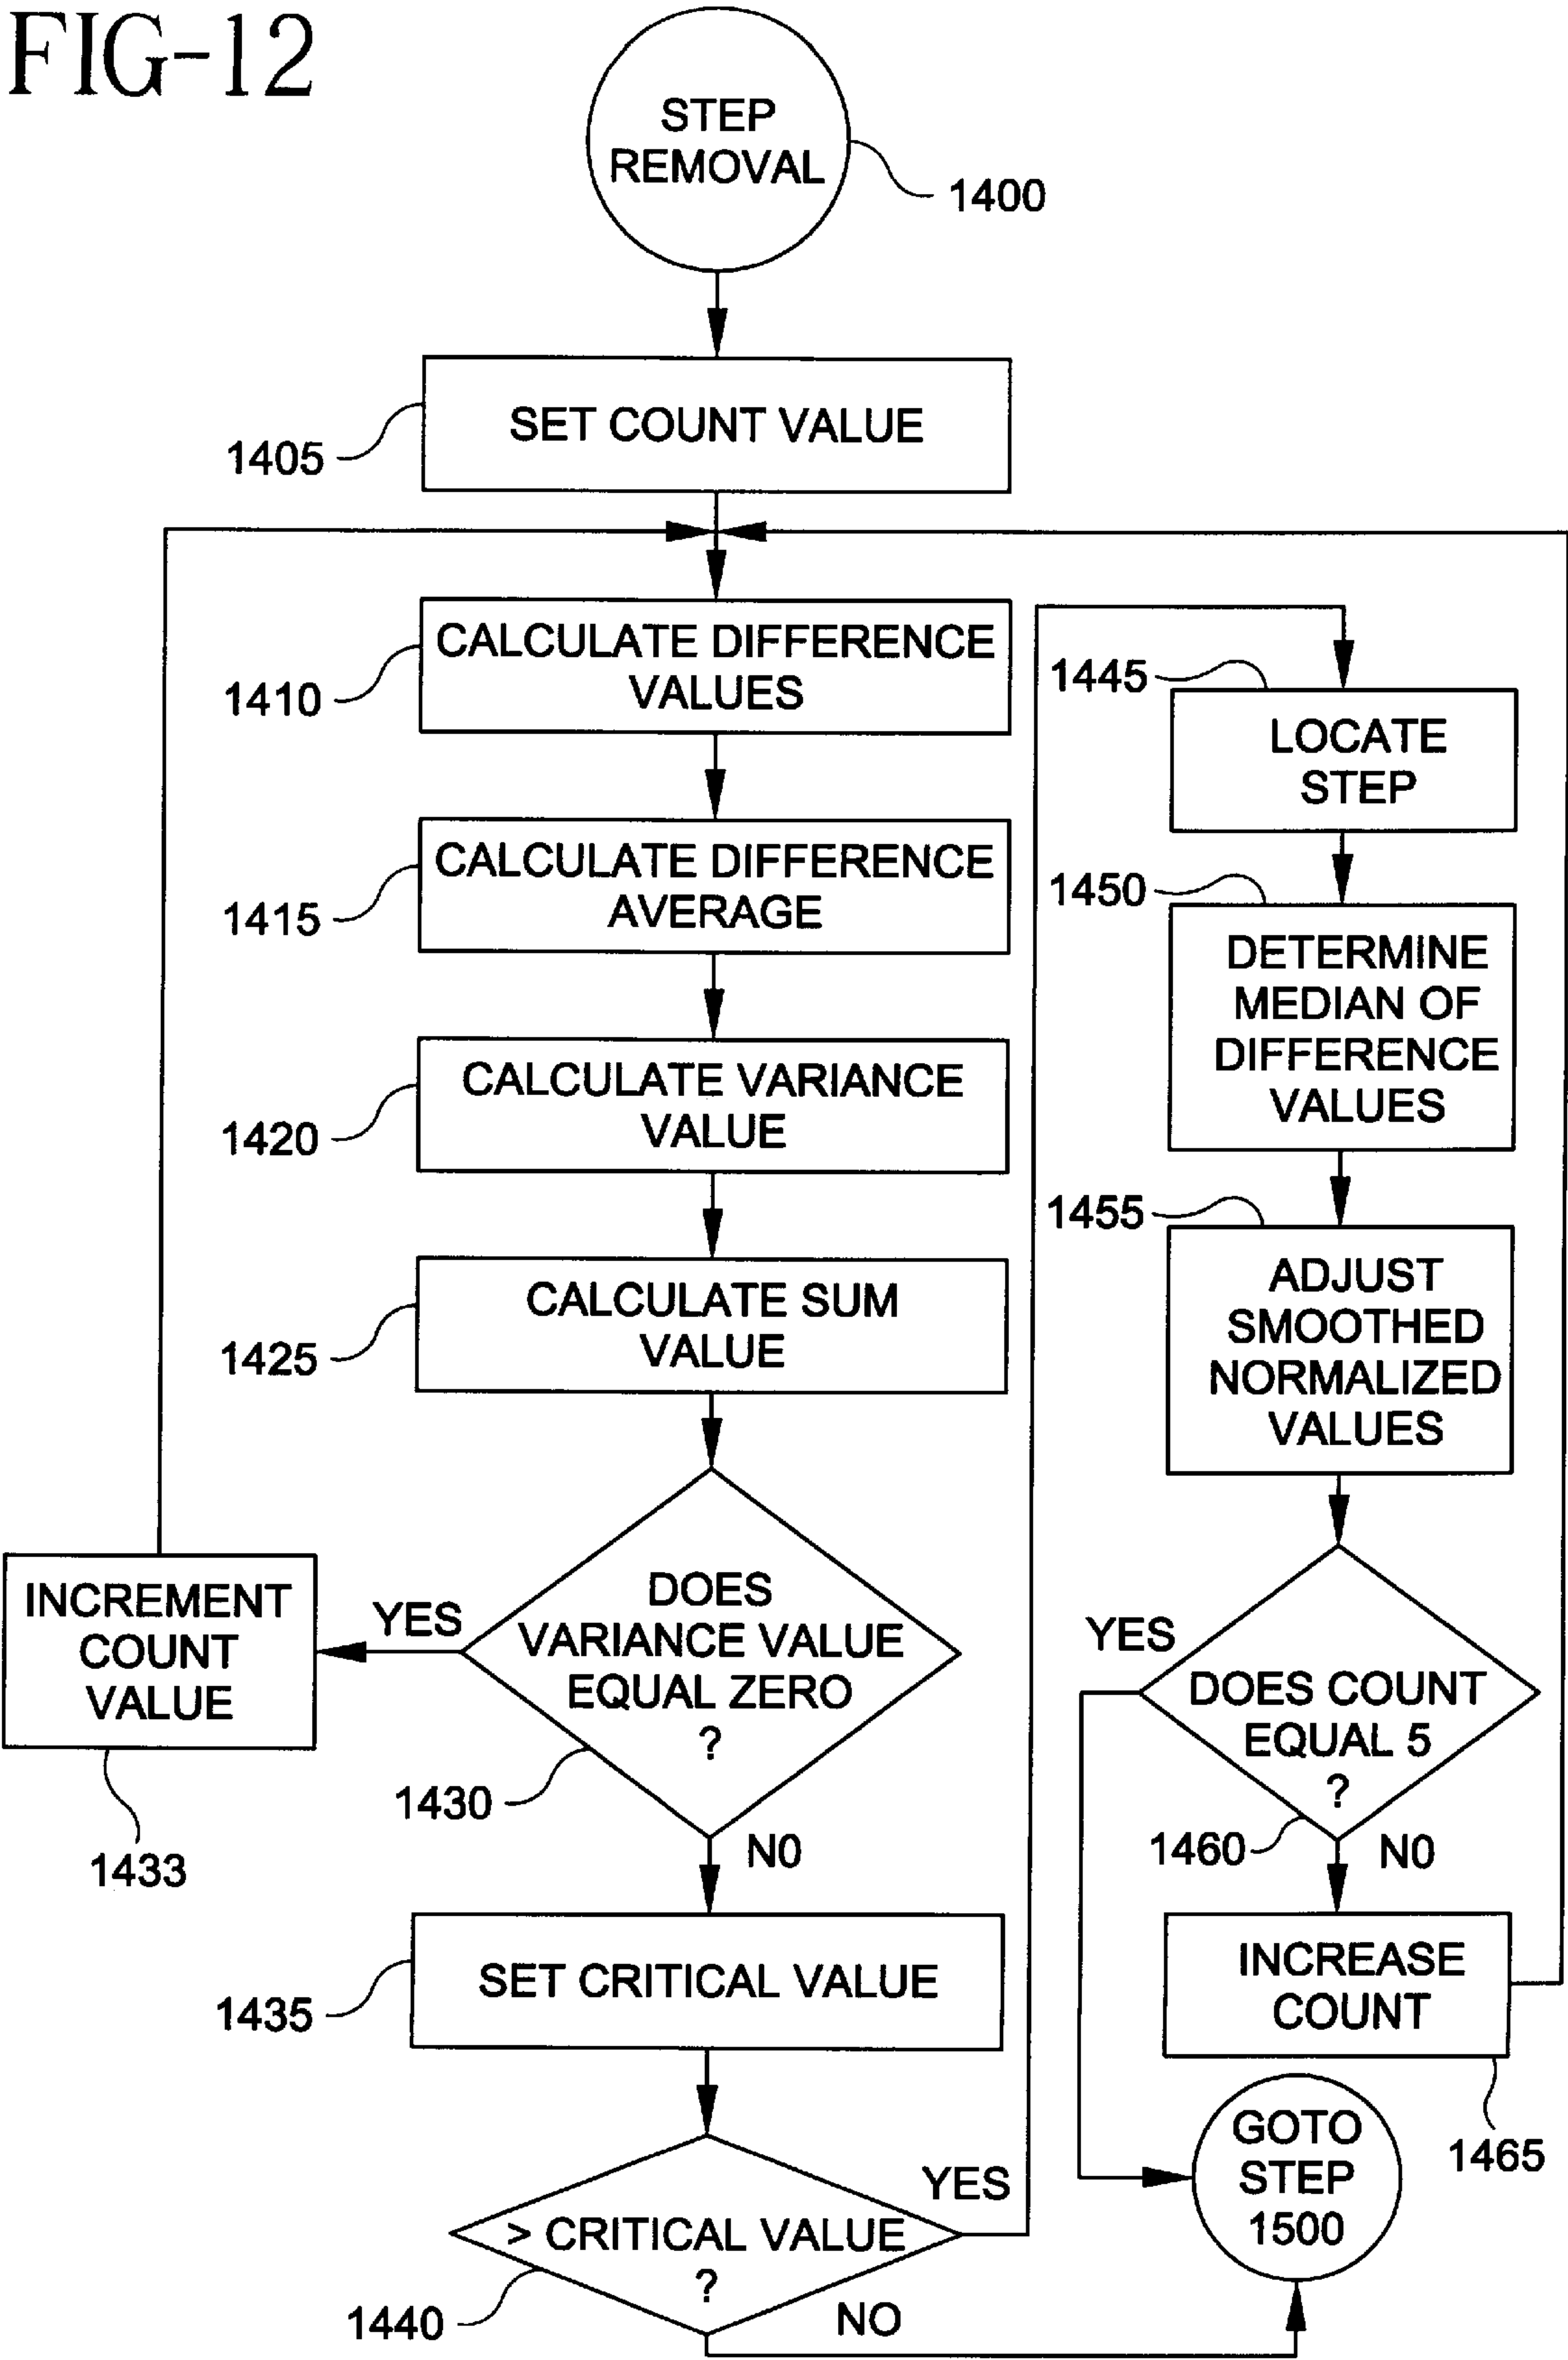 FIG-12
STEP
REMOVAL
1400
SET COUNT VALUE
1405
CALCULATE DIFFERENCE
VALUES
1410
CALCULATE DIFFERENCE
AVERAGE
1415
CALCULATE VARIANCE
VALUE
1420
CALCULATE SUM
VALUE
1425
DOES
VARIANCE VALUE
EQUAL ZERO
?
1430
YES
INCREMENT
COUNT
VALUE
1433
NO
SET CRITICAL VALUE
1435
> CRITICAL VALUE
?
1440
YES
NO
1445
LOCATE
STEP
1450
DETERMINE
MEDIAN OF
DIFFERENCE
VALUES
1455
ADJUST
SMOOTHED
NORMALIZED
VALUES
YES
DOES COUNT
EQUAL 5
?
1460
NO
INCREASE
COUNT
1465
GOTO
STEP
1500